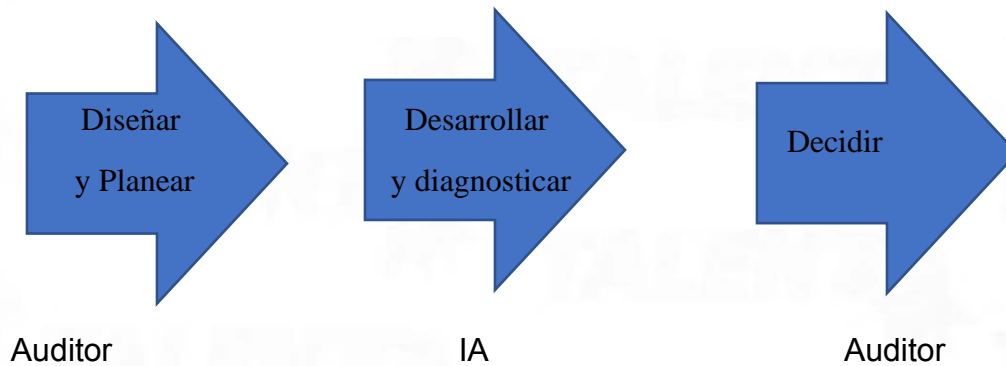 Diseñar
y Planear
Desarrollar
y diagnosticar
Decidir
Auditor
IA
Auditor